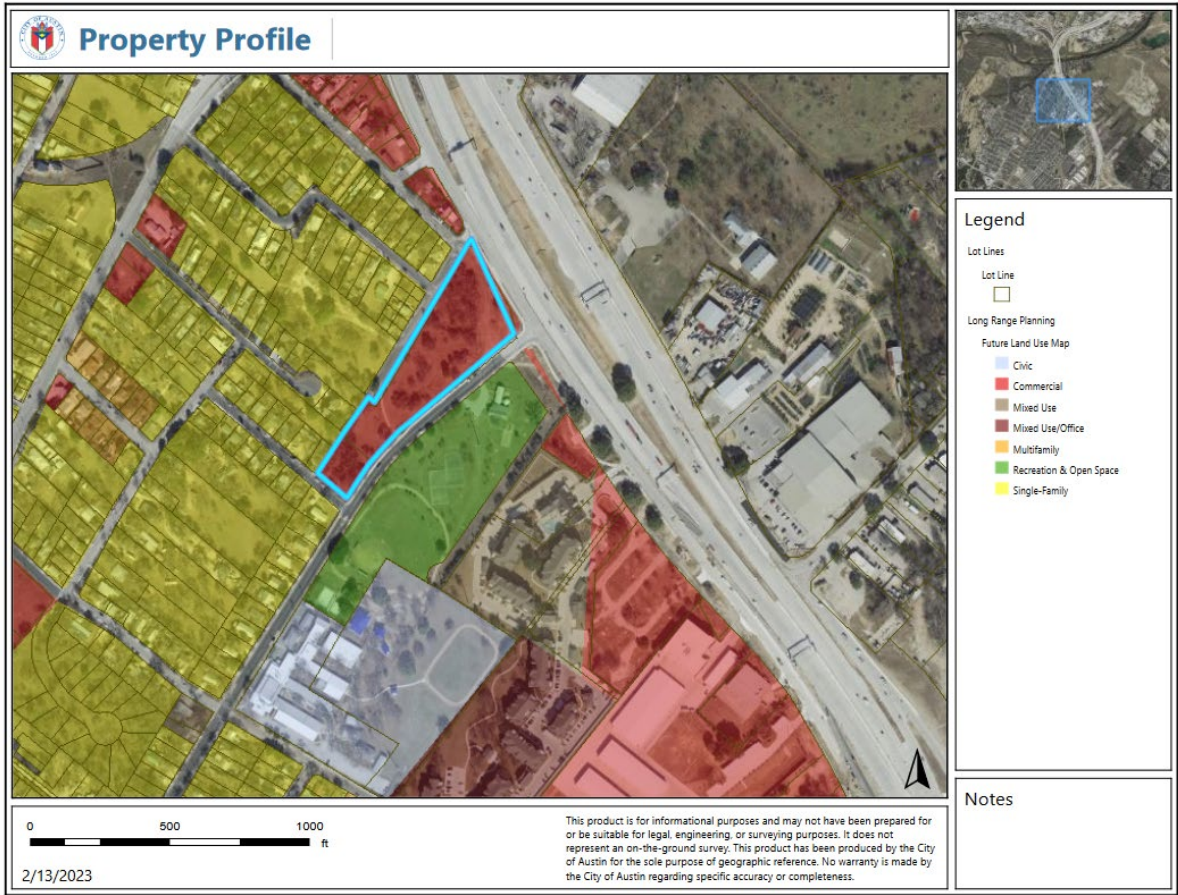 Property Profile
Legend
Lot Lines
Lot Line
Long Range Planning
Future Land Use Map
Civic
Commercial
Mixed Use
Mixed Use/Office
Multifamily
Recreation & Open Space
Single-Family
Notes
0 500 1000
ft
2/13/2023
This product is for informational purposes and may not have been prepared for
or be suitable for legal, engineering, or surveying purposes. It does not
represent an on-the-ground survey. This product has been produced by the City
of Austin for the sole purpose of geographic reference. No warranty is made by
the City of Austin regarding specific accuracy or completeness.